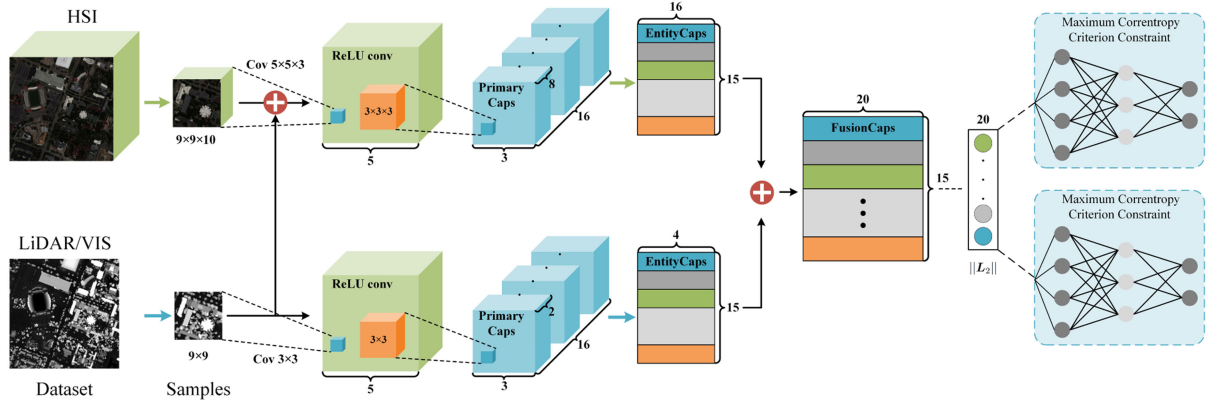 HSI
9×9×10
Cov 5×5×3
ReLU conv
3×3×3
5
Primary
Caps
8
16
3
16
EntityCaps
15
LiDAR/VIS
9×9
Cov 3×3
ReLU conv
3×3
5
Primary
Caps
2
16
3
4
EntityCaps
15
Dataset
Samples
20
FusionCaps
15
20
||L₂||
Maximum Correntropy
Criterion Constraint
Maximum Correntropy
Criterion Constraint